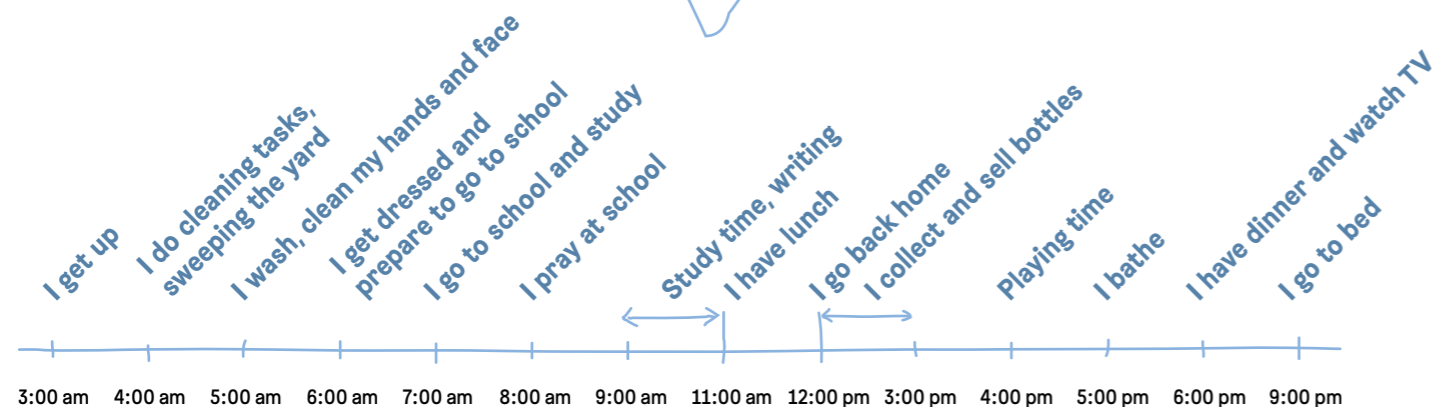 I get up
I do cleaning tasks,
sweeping the yard
I wash, clean my hands and face
I get dressed and
prepare to go to school
I go to school and study
I pray at school
Study time, writing
I have lunch
I go back home
I collect and sell bottles
Playing time
I bathe
I have dinner and watch TV
I go to bed
3:00 am 4:00 am 5:00 am 6:00 am 7:00 am 8:00 am 9:00 am 11:00 am 12:00 pm 3:00 pm 4:00 pm 5:00 pm 6:00 pm 9:00 pm